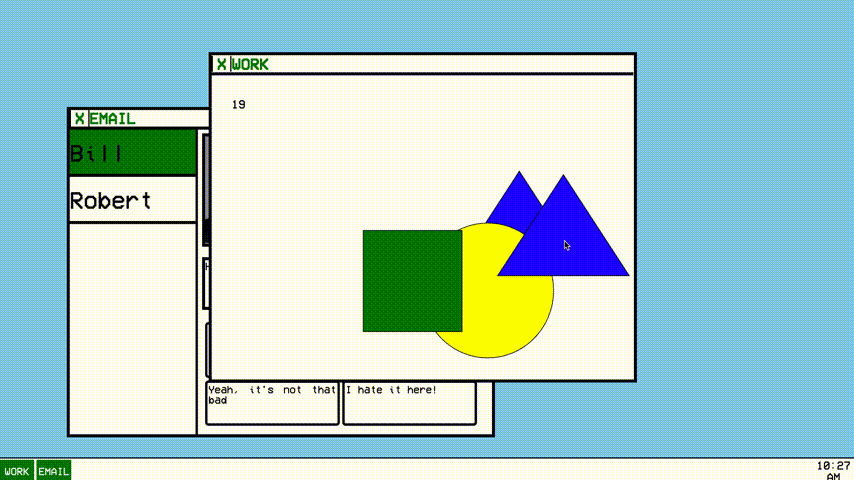 X WORK
19
X EMAIL
Bill
Robert
Yeah, it's not that bad
I hate it here!
WORK EMAIL
10:27
AM